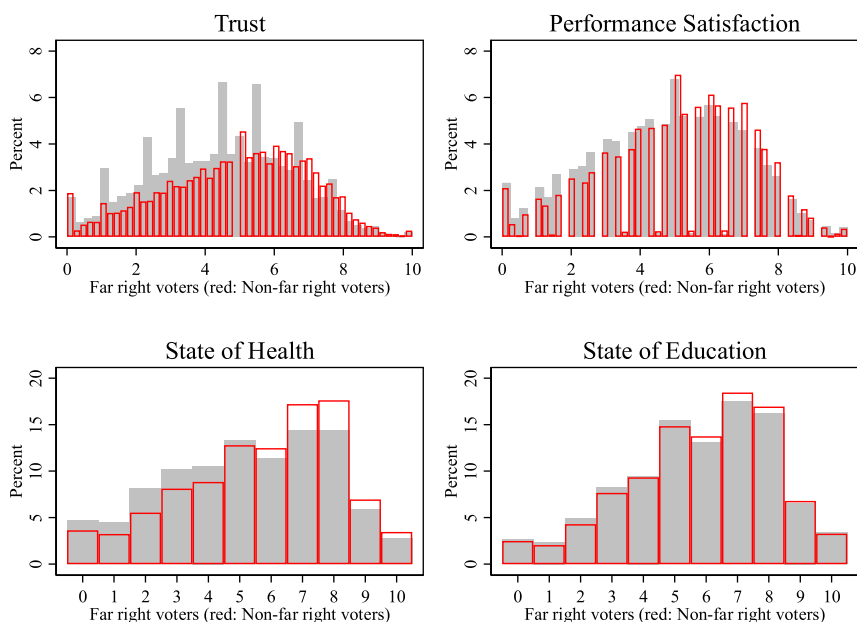 Trust
Percent
8
6
4
2
0
0 2 4 6 8 10
Far right voters (red: Non-far right voters)
Performance Satisfaction
Percent
8
6
4
2
0
0 2 4 6 8 10
Far right voters (red: Non-far right voters)
State of Health
Percent
20
15
10
5
0
0 1 2 3 4 5 6 7 8 9 10
Far right voters (red: Non-far right voters)
State of Education
Percent
20
15
10
5
0
0 1 2 3 4 5 6 7 8 9 10
Far right voters (red: Non-far right voters)